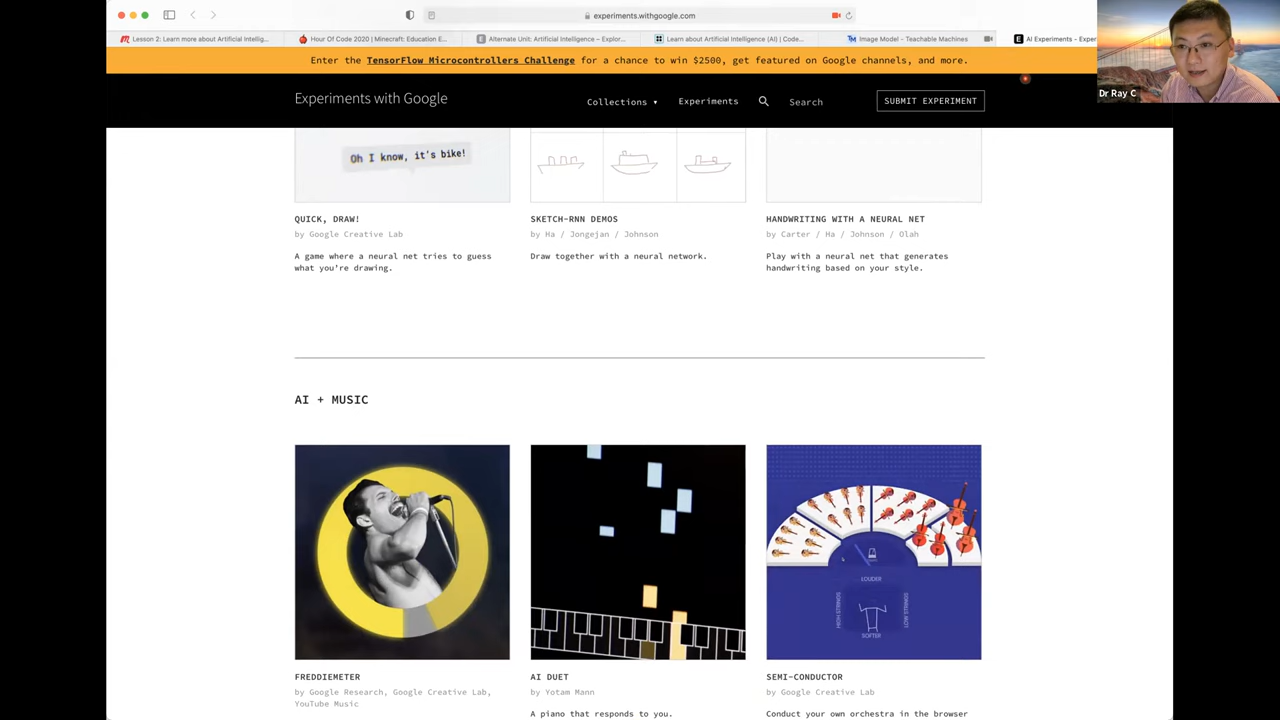 experiments.withgoogle.com
Lesson 2: Learn more about Artificial Intellig...
Hour Of Code 2020 | Minecraft: Education E...
Alternate Unit: Artificial Intelligence – Explor...
Learn about Artificial Intelligence (AI) | Code...
Image Model - Teachable Machines
AI Experiments - Exper
Enter the TensorFlow Microcontrollers Challenge for a chance to win $2500, get featured on Google channels, and more.
Dr Ray C
Experiments with Google
Collections ▾
Experiments
Search
SUBMIT EXPERIMENT
Oh I know, it's bike!
QUICK, DRAW!
by Google Creative Lab
A game where a neural net tries to guess
what you're drawing.
SKETCH-RNN DEMOS
by Ha / Jongejan / Johnson
Draw together with a neural network.
HANDWRITING WITH A NEURAL NET
by Carter / Ha / Johnson / Olah
Play with a neural net that generates
handwriting based on your style.
AI + MUSIC
LOUDER
SOFTER
FREDDIEMETER
by Google Research, Google Creative Lab,
YouTube Music
AI DUET
by Yotam Mann
A piano that responds to you.
SEMI-CONDUCTOR
by Google Creative Lab
Conduct your own orchestra in the browser